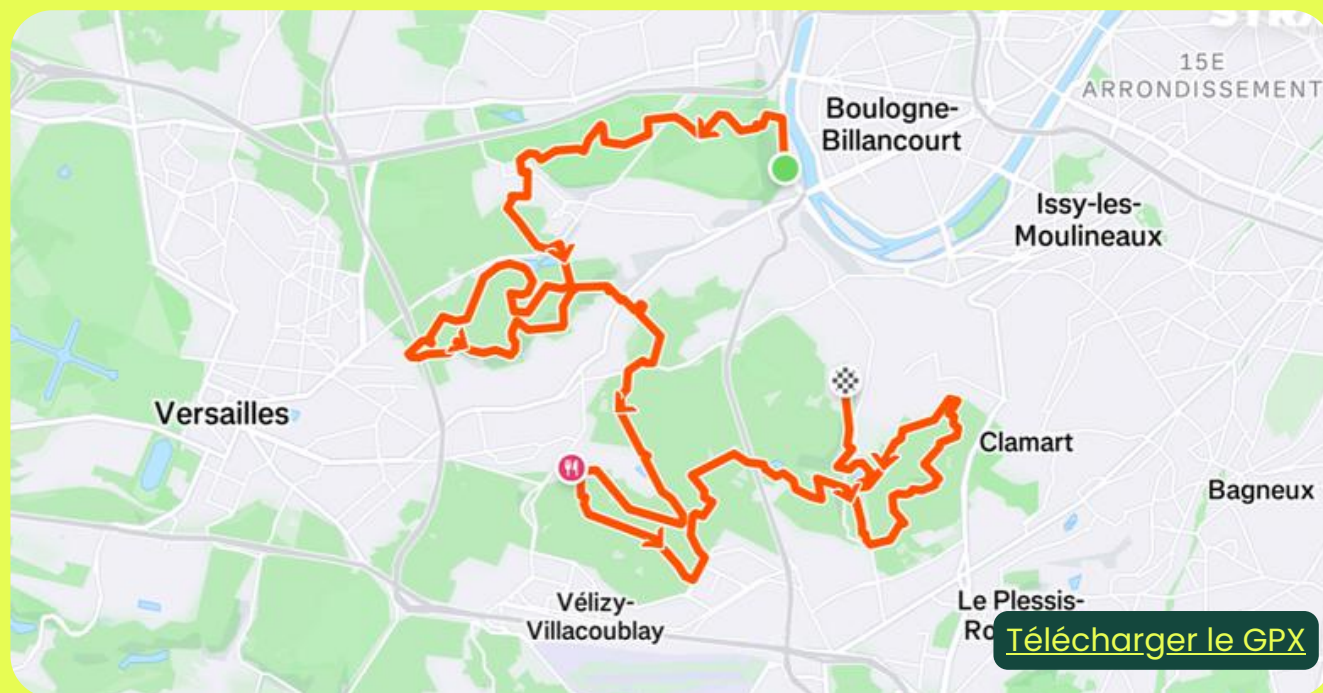 15E
ARRONDISSEMENT
Boulogne-
Billancourt
Issy-les-
Moulineaux
Versailles
Clamart
Bagneux
Vélizy-
Villacoublay
Le Plessis-
Télécharger le GPX